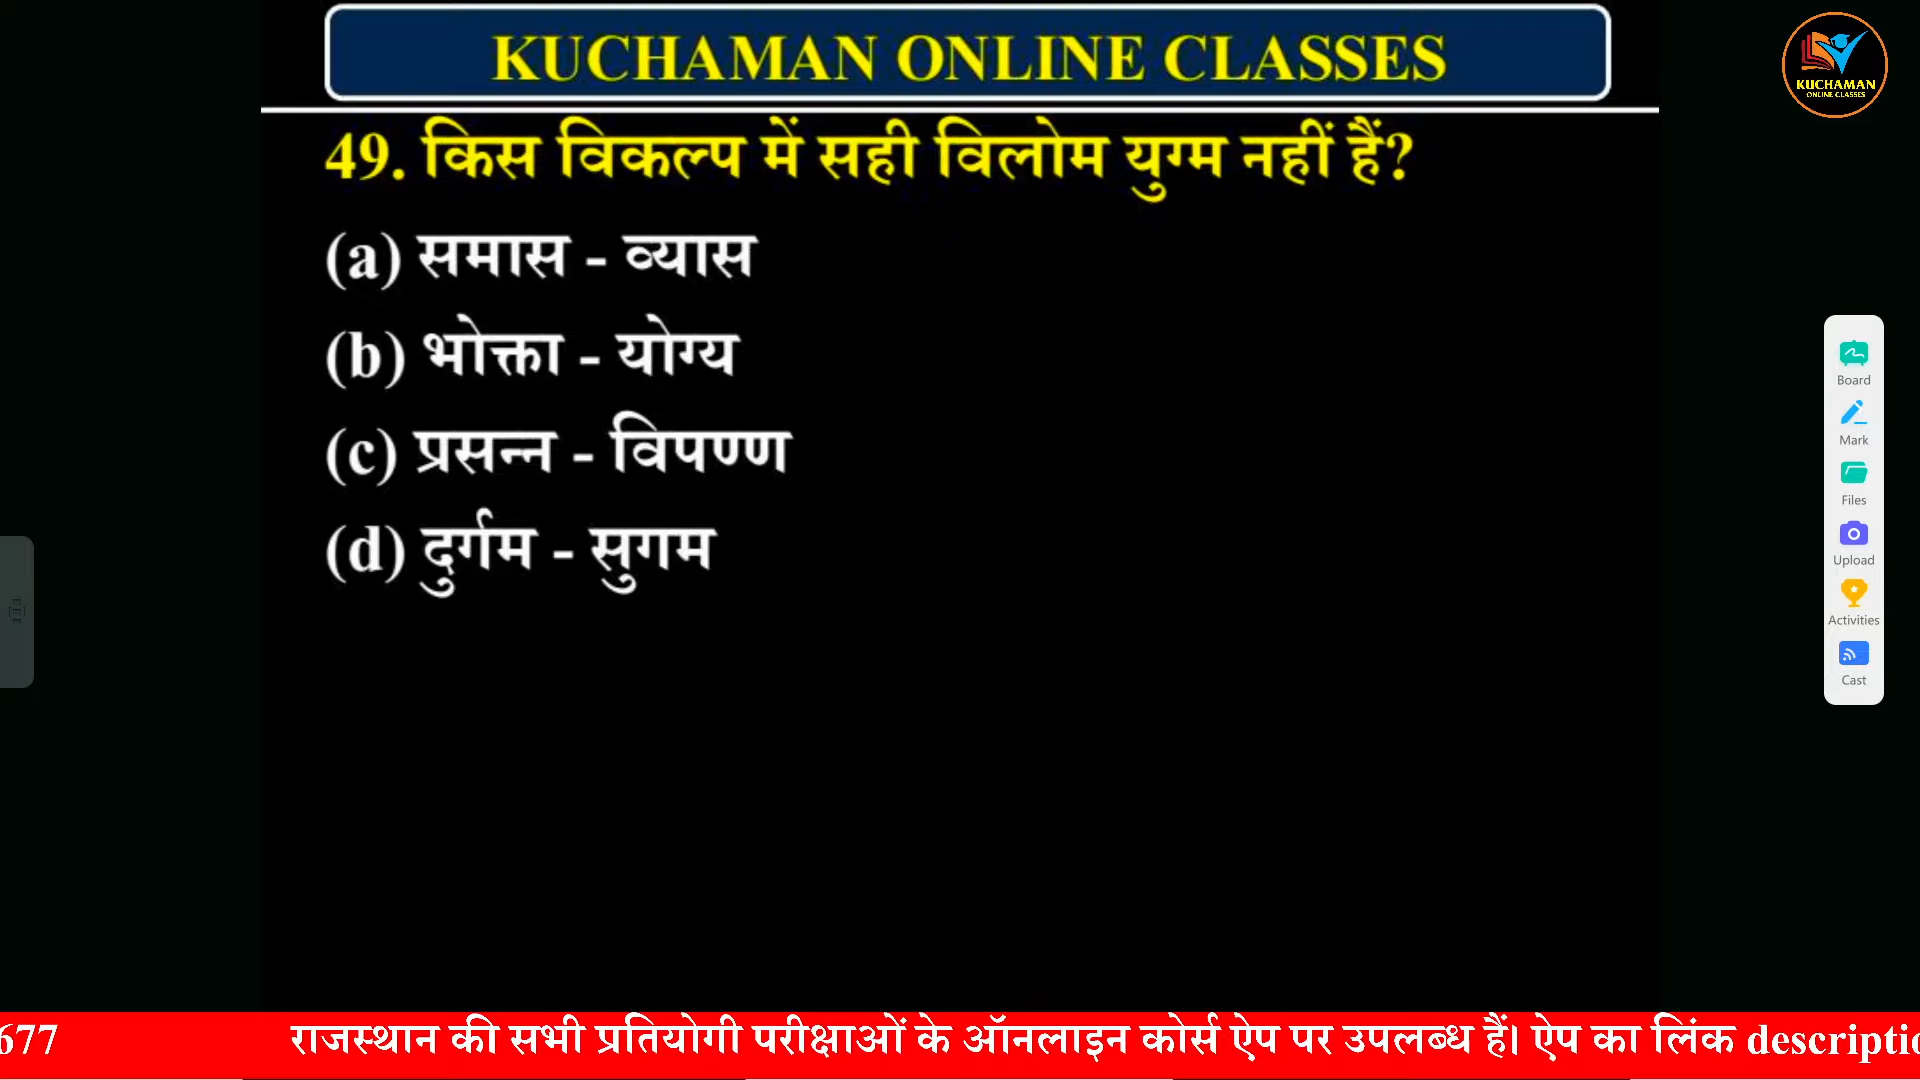 KUCHAMAN ONLINE CLASSES
KUCHAMAN
ONLINE CLASSES
49. किस विकल्प में सही विलोम युग्म नहीं हैं?
(a) समास - व्यास
(b) भोक्ता - योग्य
(c) प्रसन्न - विपण्ण
(d) दुर्गम - सुगम
Board
Mark
Files
Upload
Activities
Cast
677 राजस्थान की सभी प्रतियोगी परीक्षाओं के ऑनलाइन कोर्स ऐप पर उपलब्ध हैं। ऐप का लिंक descriptio